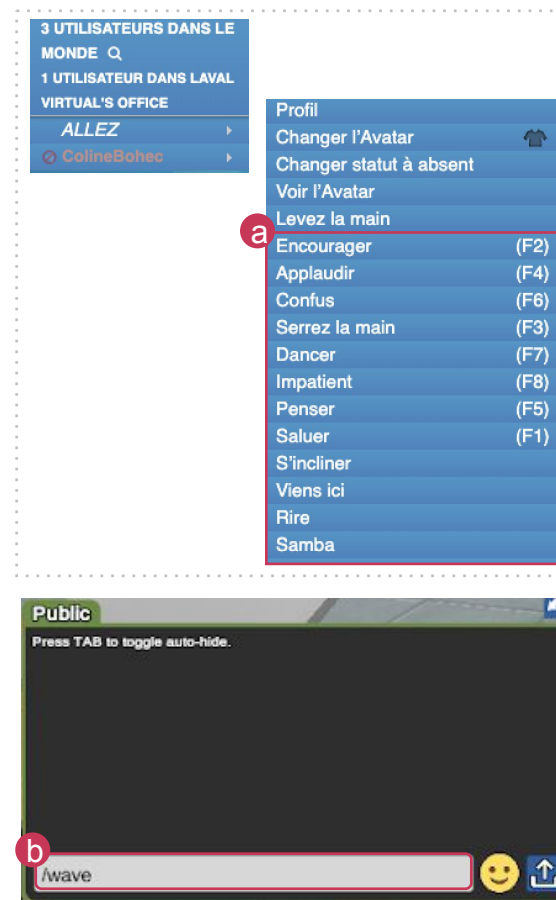 3 UTILISATEURS DANS LE
MONDE
1 UTILISATEUR DANS LAVAL
VIRTUAL'S OFFICE
ALLEZ
ColineBohec
Profil
Changer l'Avatar
Changer statut à absent
Voir l'Avatar
Levez la main
a
Encourager (F2)
Applaudir (F4)
Confus (F6)
Serrez la main (F3)
Dancer (F7)
Impatient (F8)
Penser (F5)
Saluer (F1)
S'incliner
Viens ici
Rire
Samba
Public
Press TAB to toggle auto-hide.
b
/wave